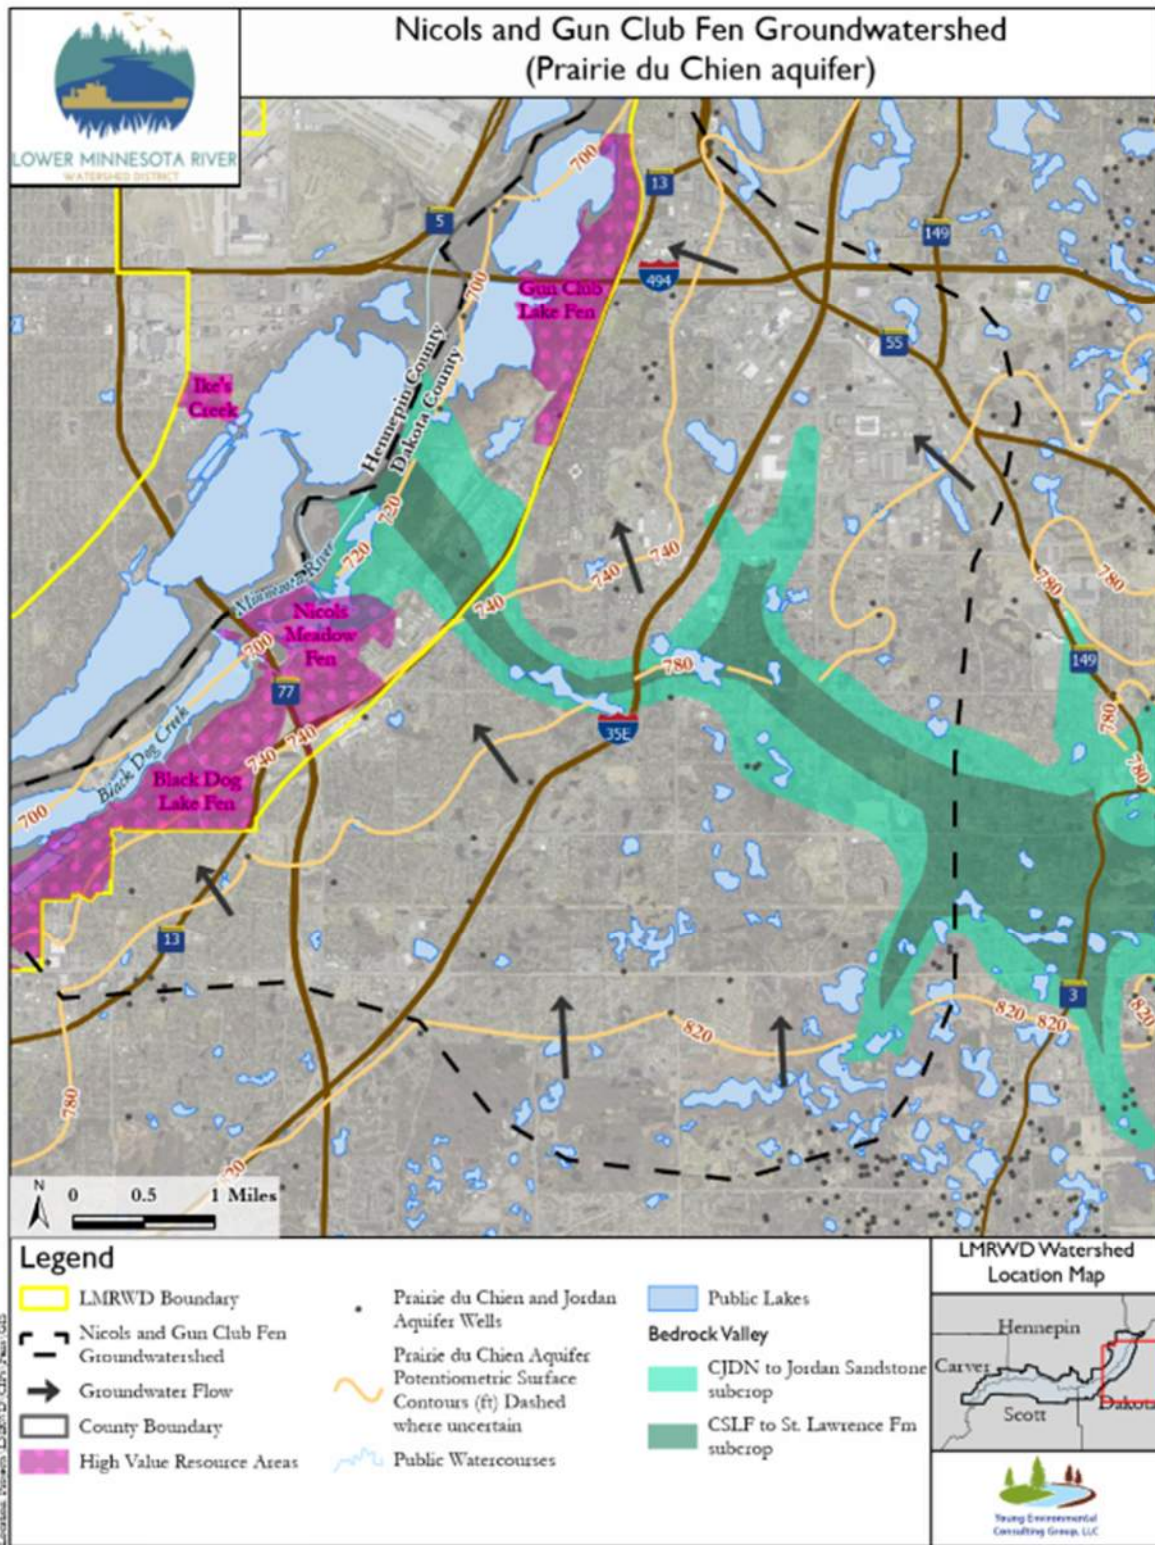 Nicols and Gun Club Fen Groundwatershed
(Prairie du Chien aquifer)
LOWER MINNESOTA RIVER
WATERSHED DISTRICT
700
13
5
149
494
700
Gun Club
Lake Fen
55
Hennepin County
Dakota County
Ike's
Creek
720
720
740
740
740
Minnesota River
Nicols
Meadow
Fen
700
780
780
780
149
77
35E
780
780
740
740
Black Dog Creek
Black Dog
Lake Fen
700
13
3
820
820
820
820
780
N
0 0.5 1 Miles
Legend
LMRWD Boundary
Nicols and Gun Club Fen
Groundwatershed
Groundwater Flow
County Boundary
High Value Resource Areas
Prairie du Chien and Jordan
Aquifer Wells
Prairie du Chien Aquifer
Potentiometric Surface
Contours (ft) Dashed
where uncertain
Public Watercourses
Public Lakes
Bedrock Valley
CJDN to Jordan Sandstone
subcrop
CSLF to St. Lawrence Fm
subcrop
LMRWD Watershed
Location Map
Hennepin
Carver
Scott
Dakota
Young Environmental
Consulting Group, LLC